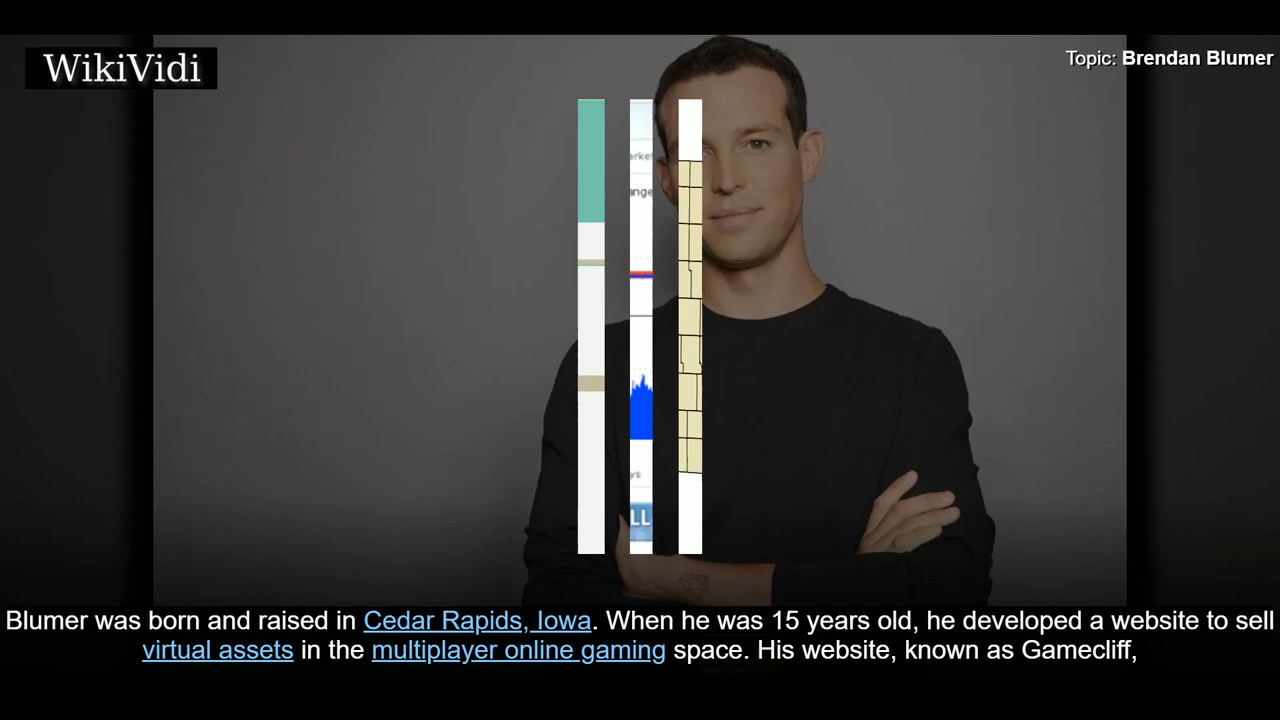 WikiVidi
Topic: Brendan Blumer
LL
Blumer was born and raised in Cedar Rapids, Iowa. When he was 15 years old, he developed a website to sell
virtual assets in the multiplayer online gaming space. His website, known as Gamecliff,